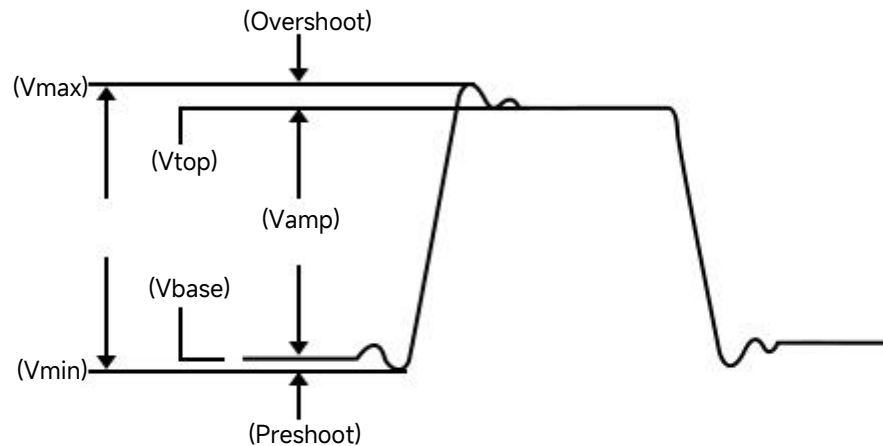 (Overshoot)
(Vmax)
(Vtop)
(Vamp)
(Vbase)
(Vmin)
(Preshoot)